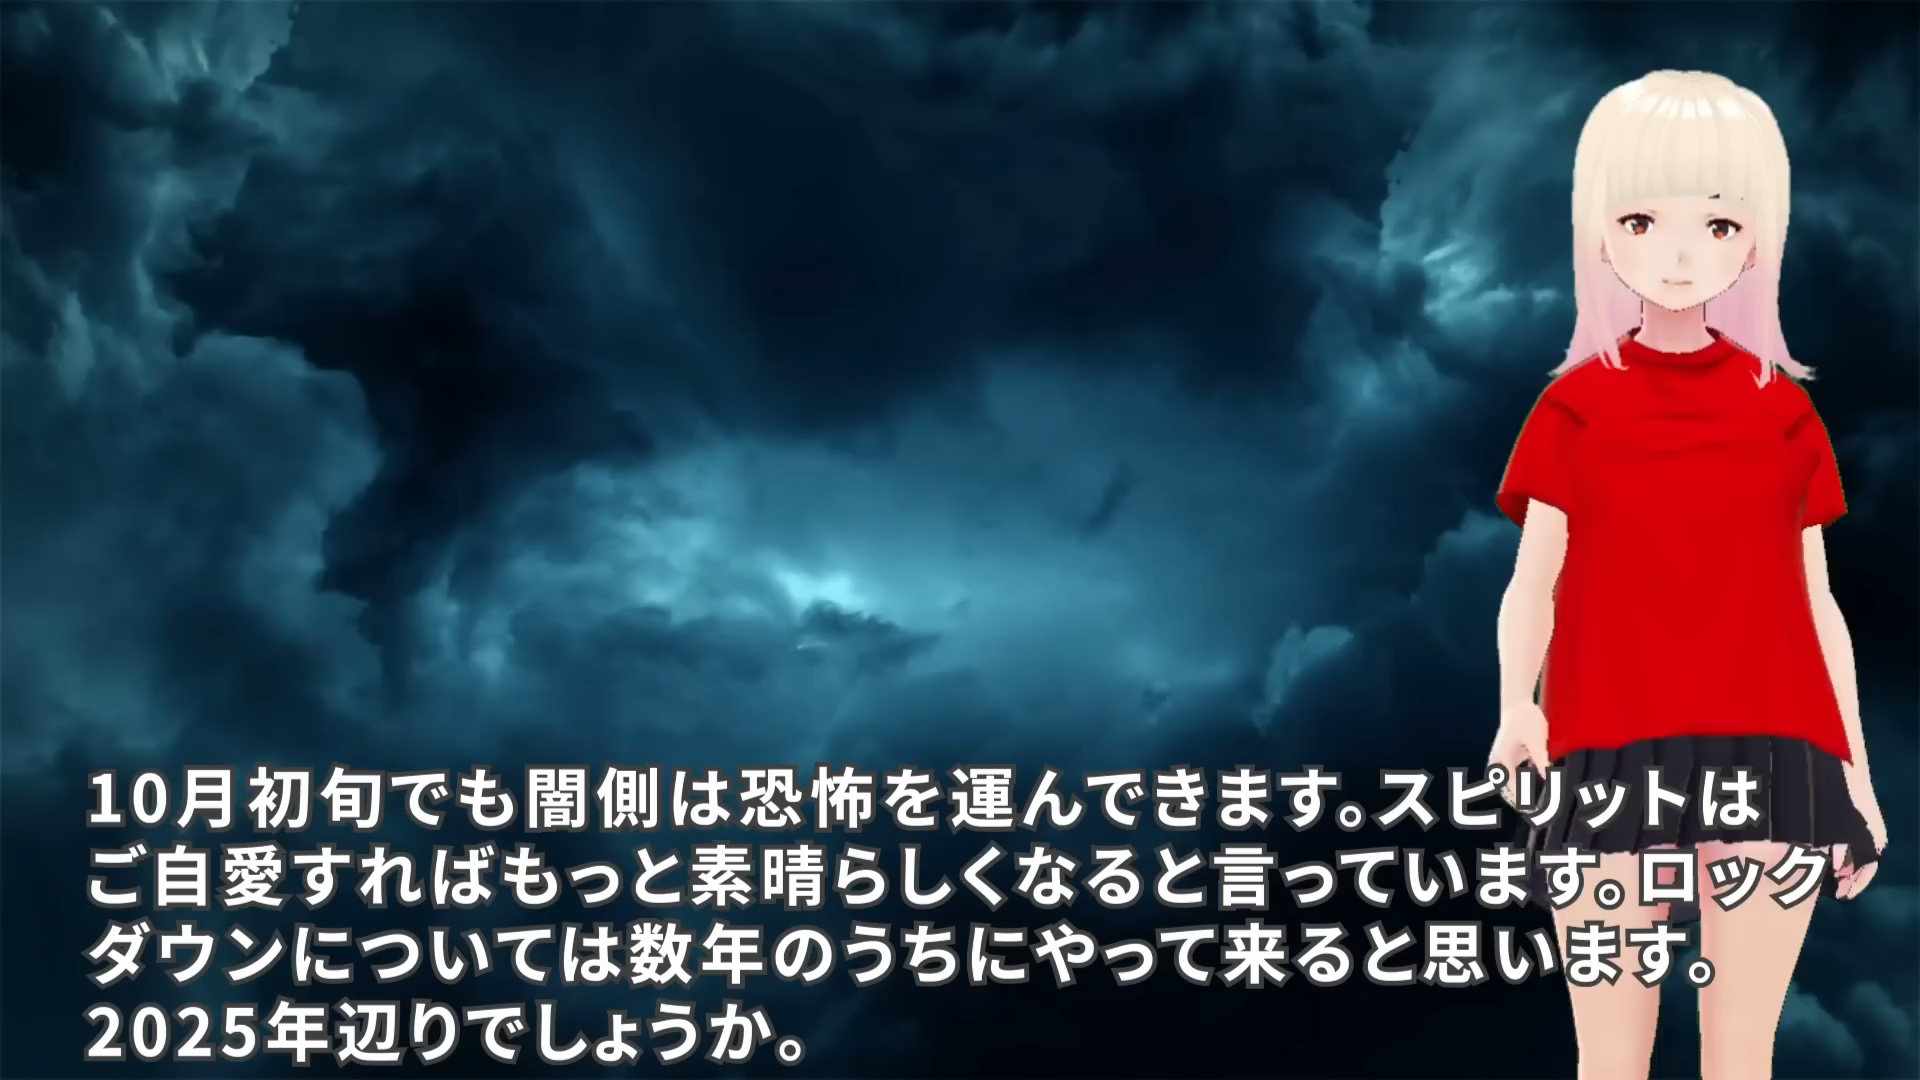 10月初旬でも闇側は恐怖を運んできます。スピリットは
ご自愛すればもっと素晴らしくなると言っています。ロック
ダウンについては数年のうちにやって来ると思います。
2025年辺りでしょうか。